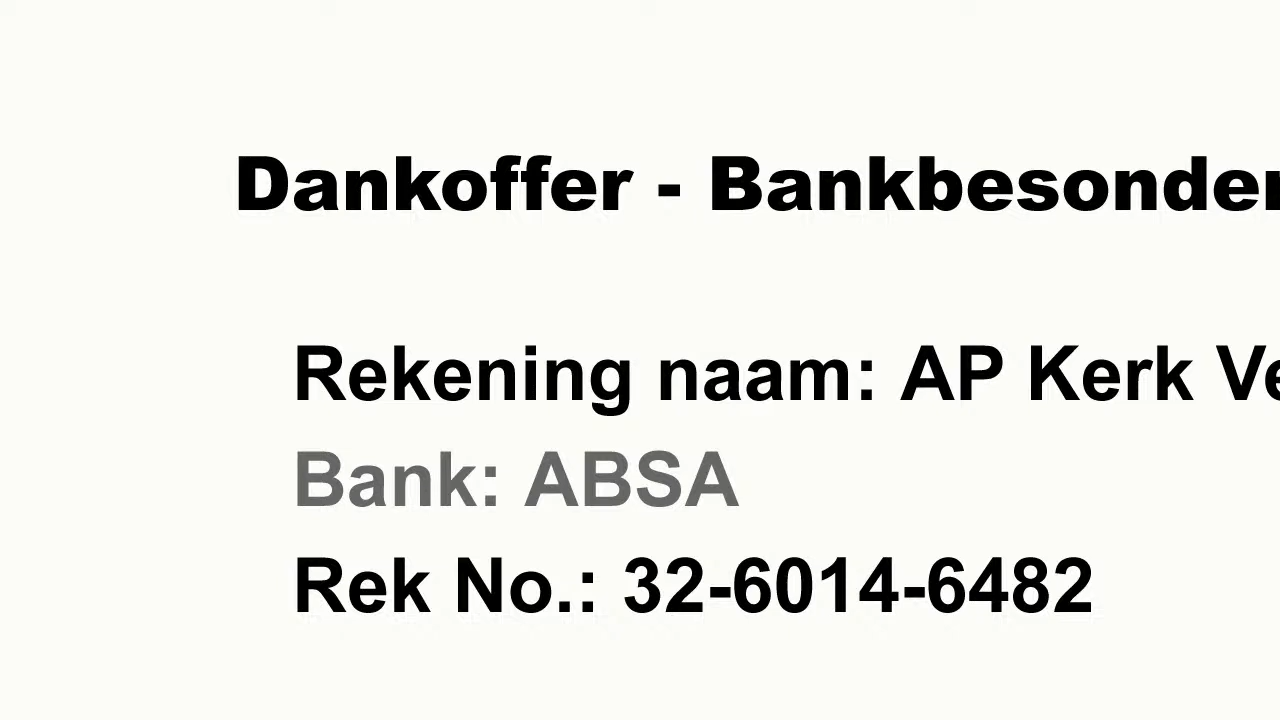 Dankoffer - Bankbesonder
Rekening naam: AP Kerk Ve
Bank: ABSA
Rek No.: 32-6014-6482